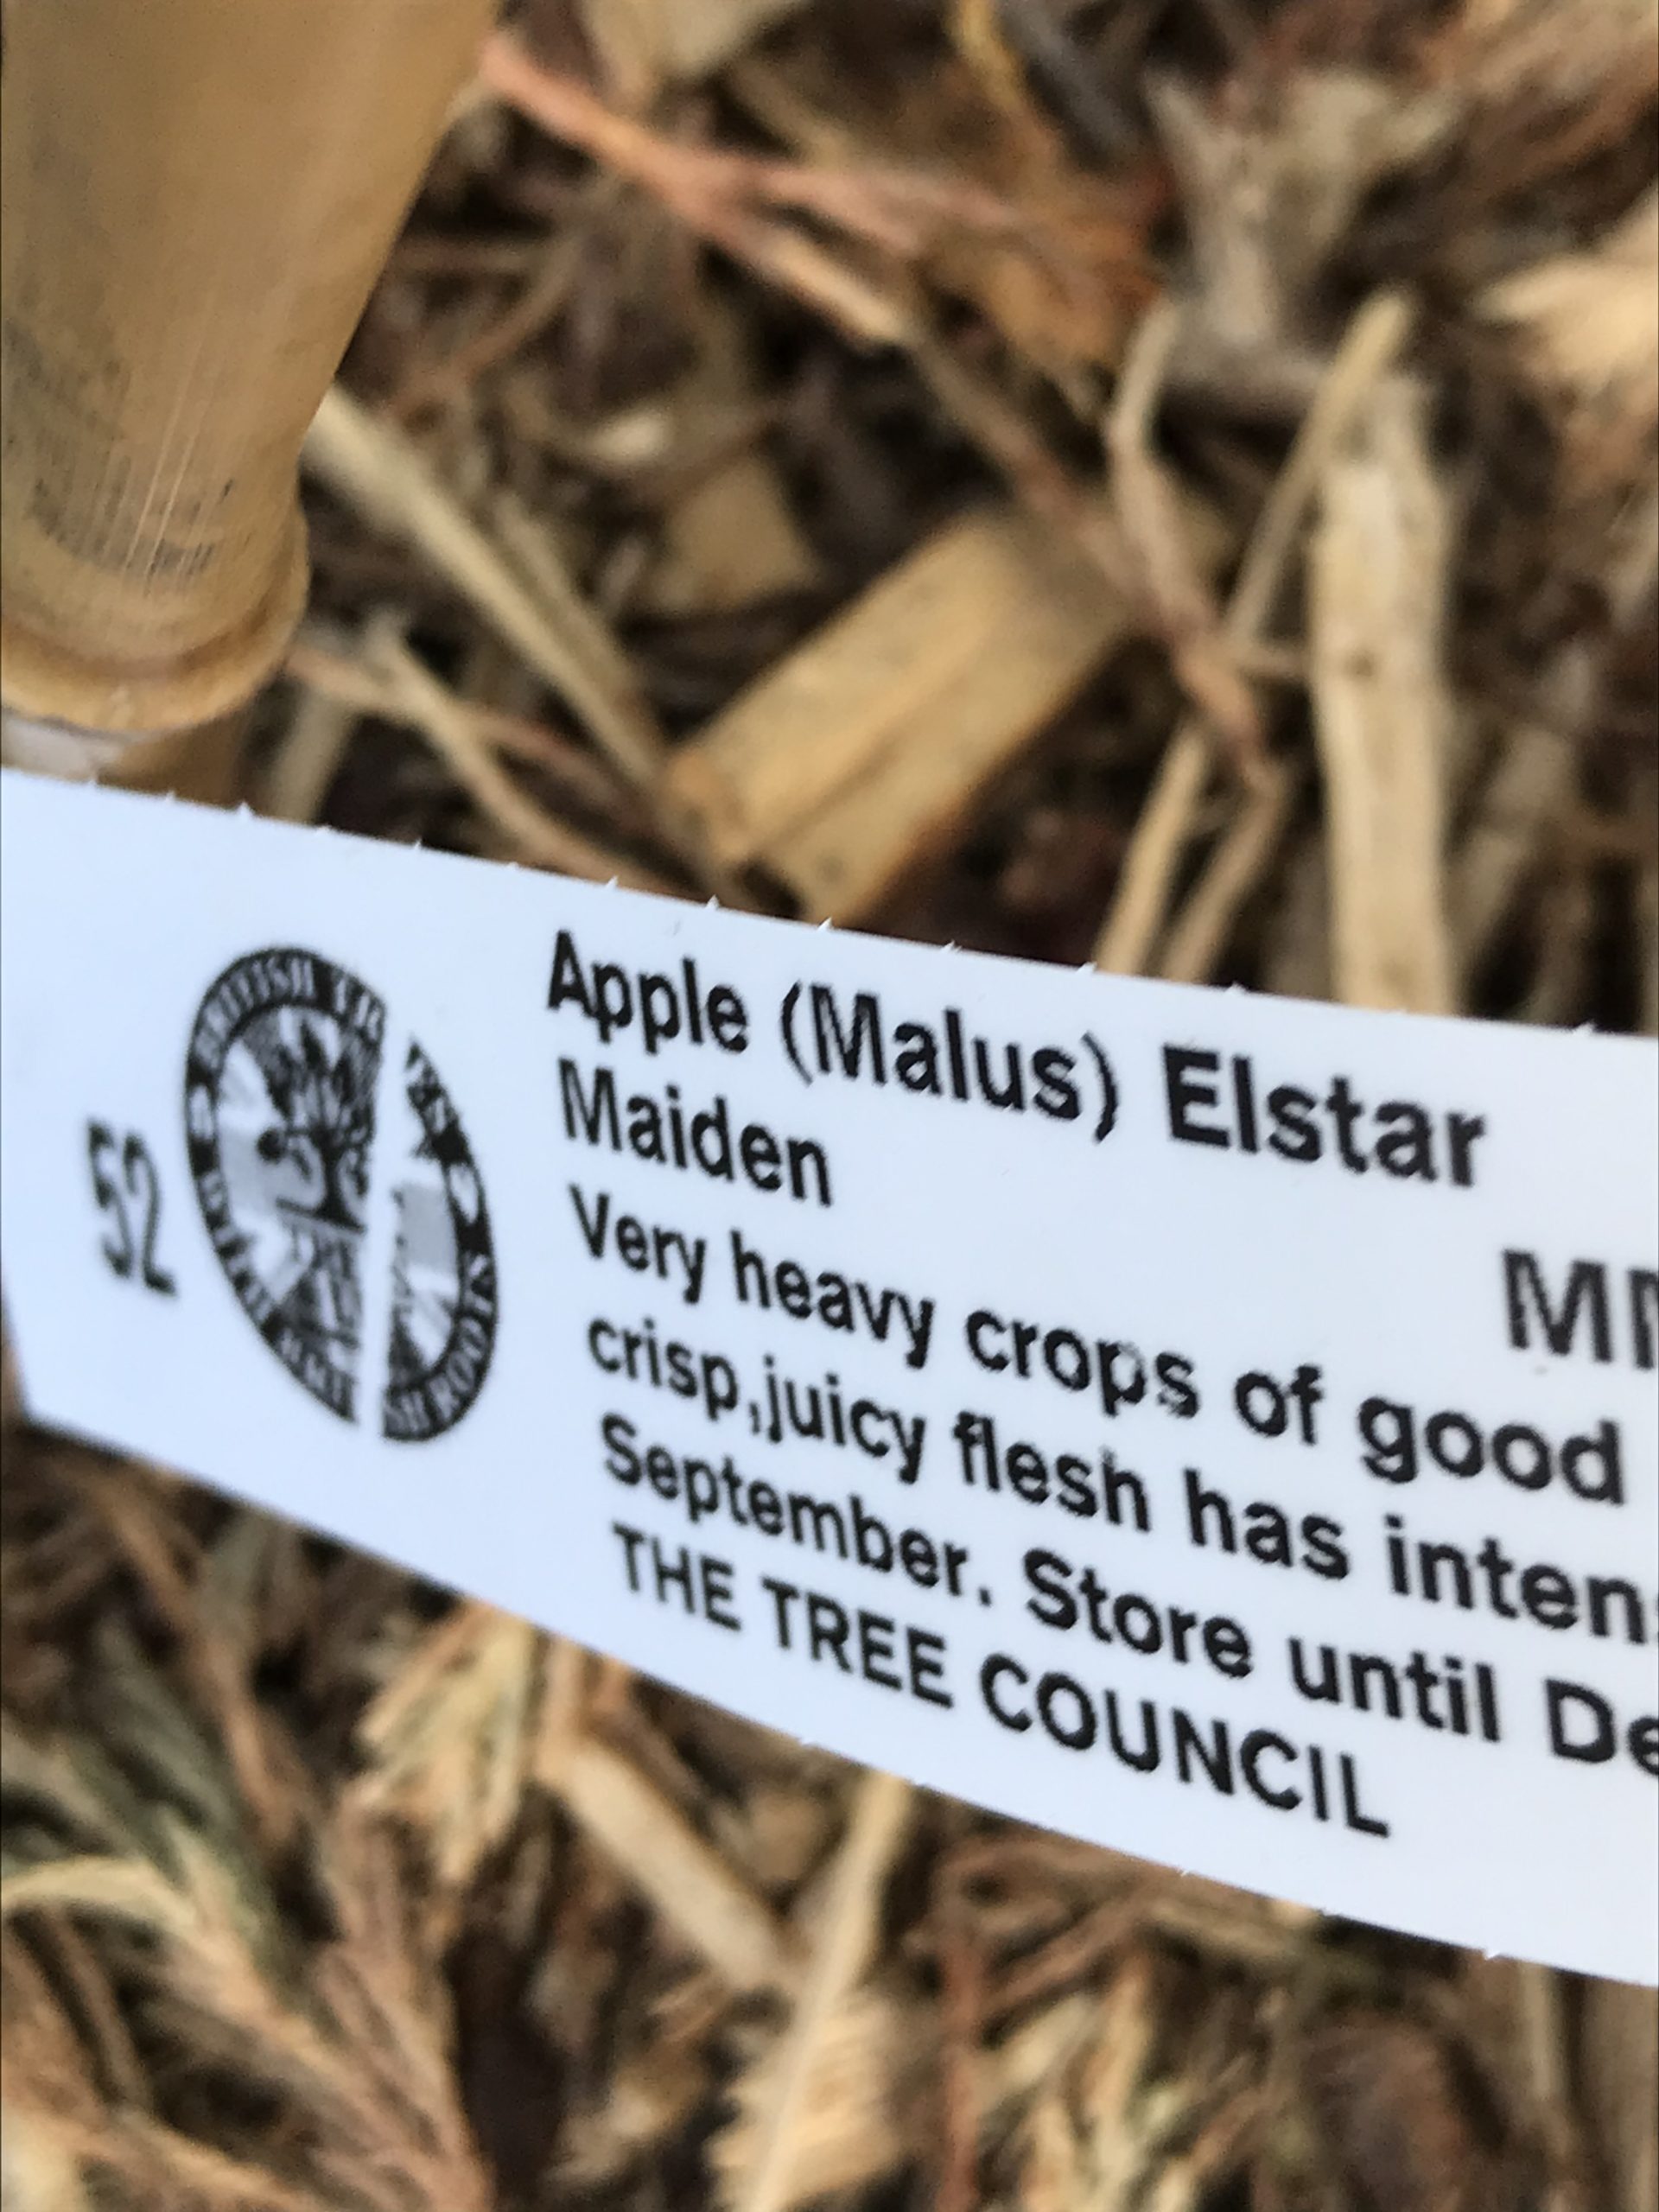 Apple (Malus) Elstar
Maiden
Very heavy crops of good
crisp,juicy flesh has
September. Store until
THE TREE COUNCIL
52